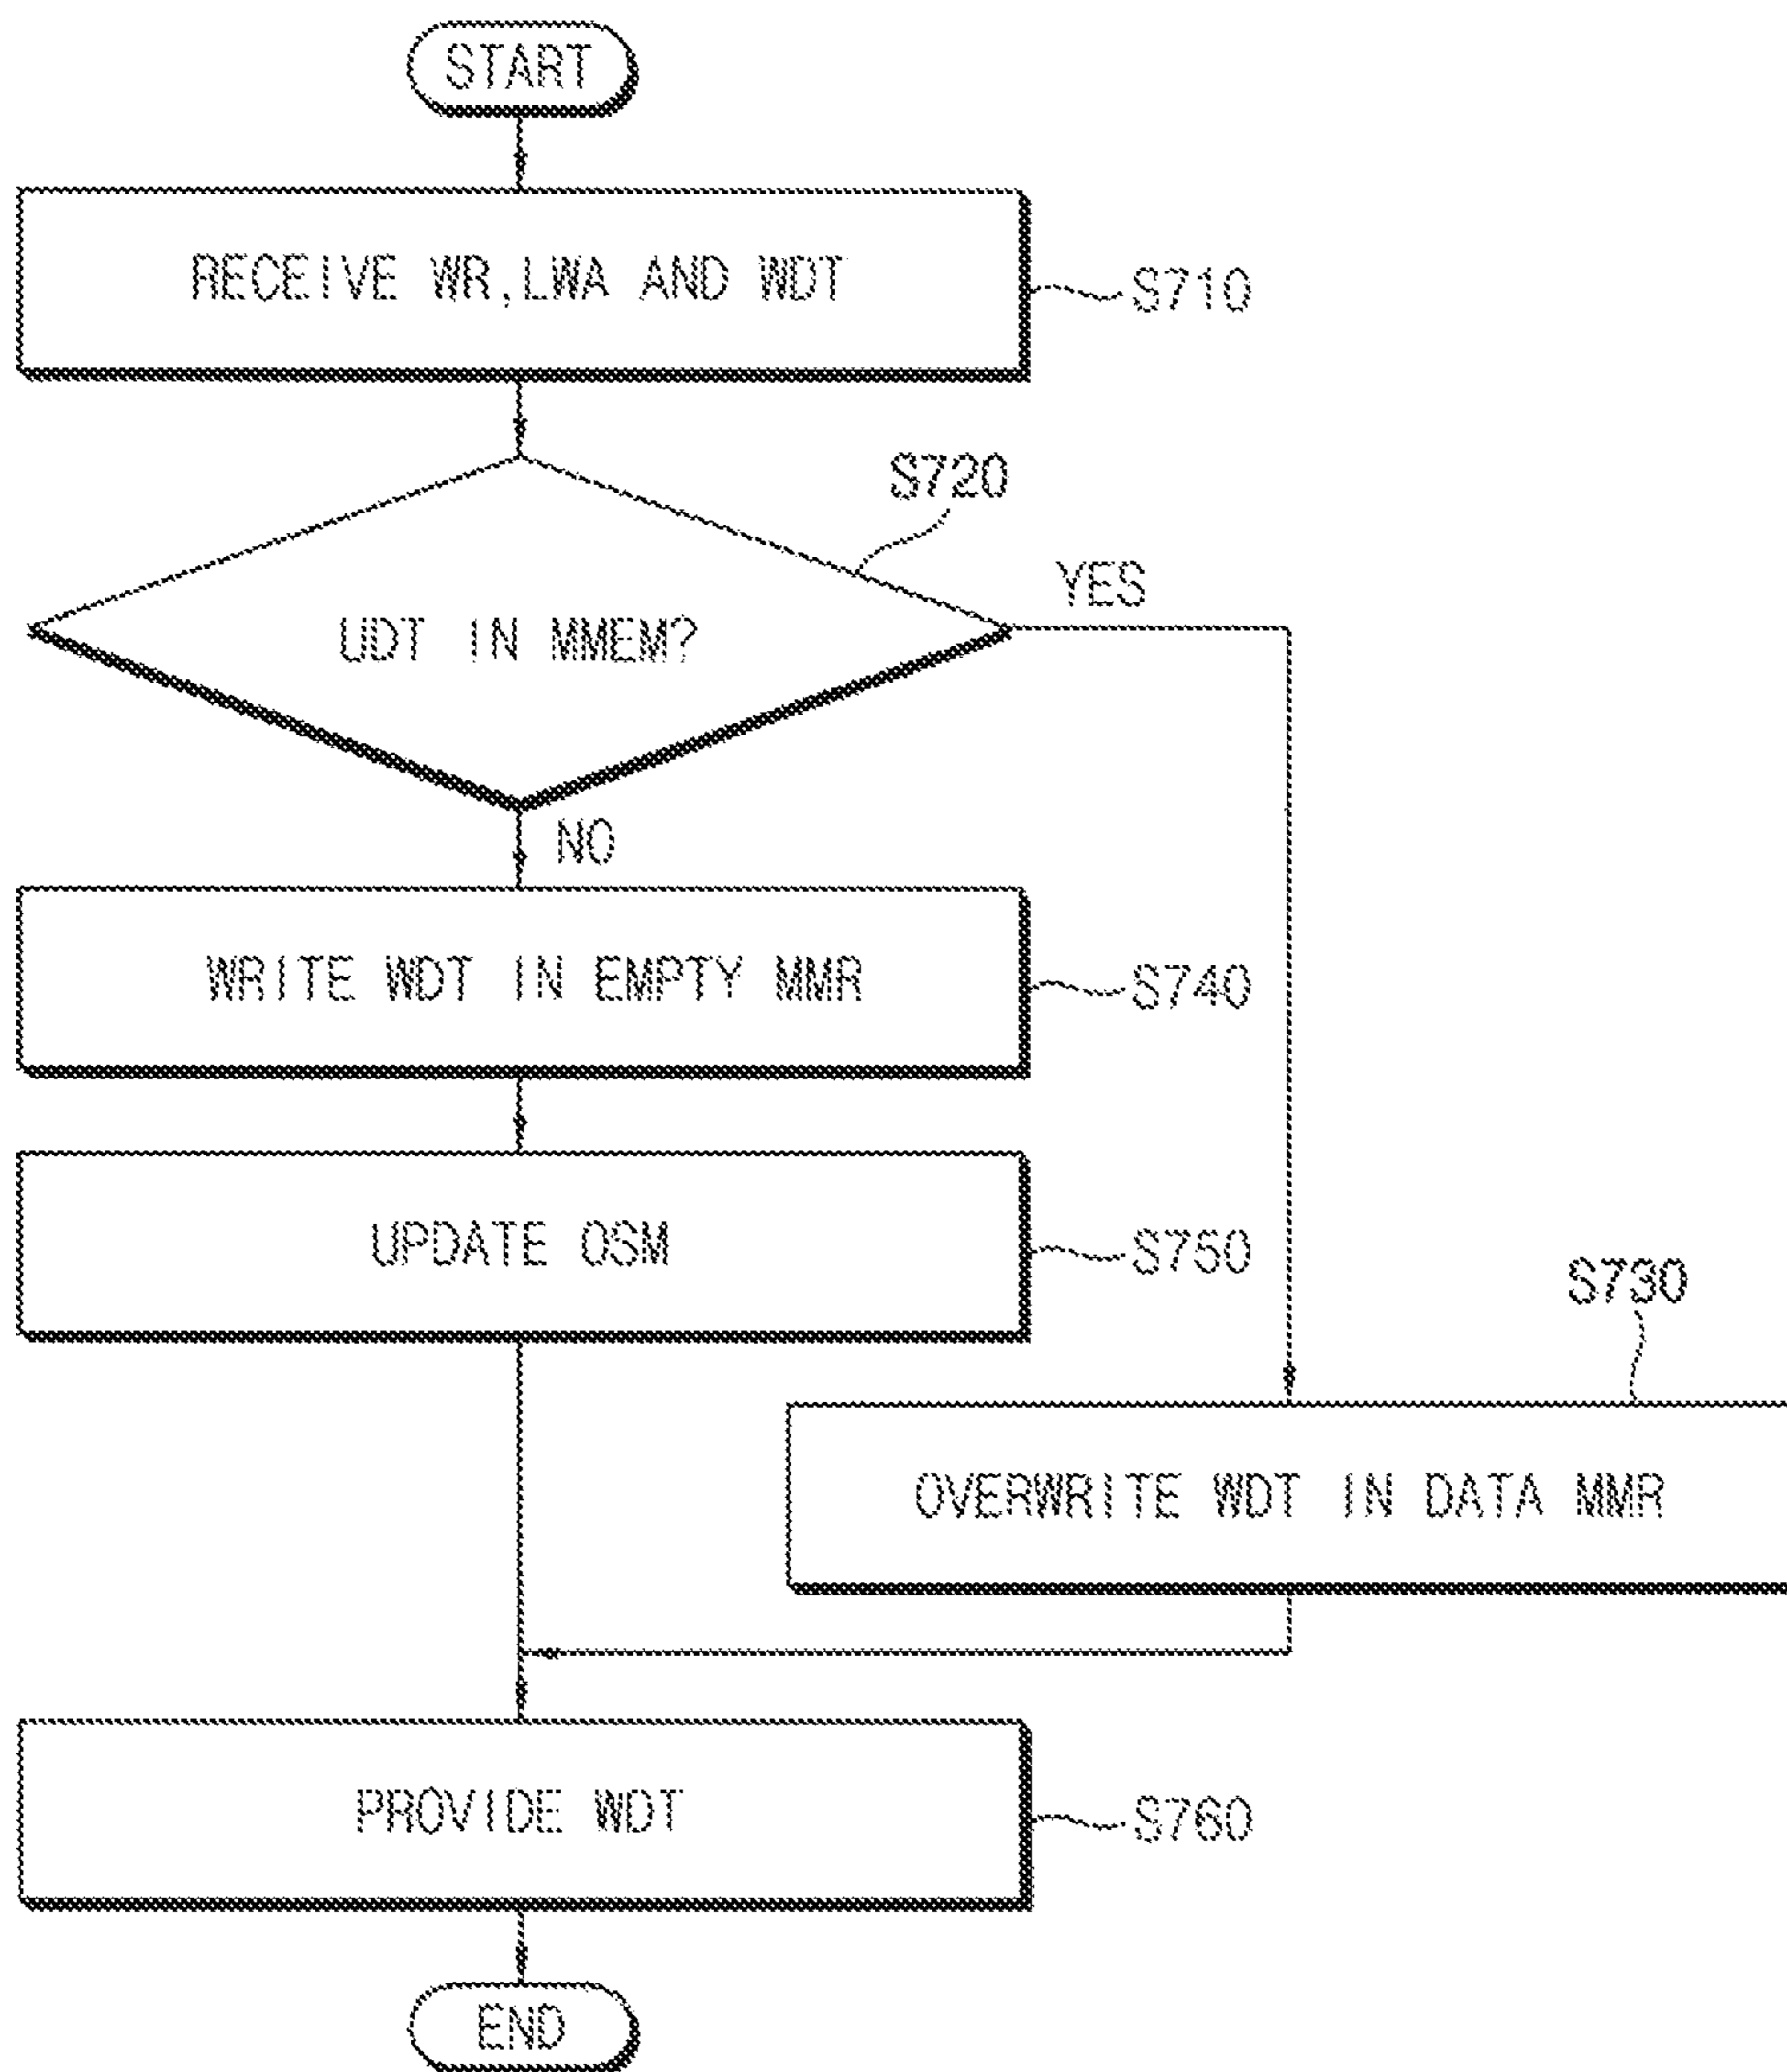 START
RECEIVE WR,LWA AND WDT
S710
S720
YES
UDT IN MMEM?
NO
WRITE WDT IN EMPTY MMR
S740
UPDATE OSM
S750
S730
OVERWRITE WDT IN DATA MMR
PROVIDE WDT
S760
END